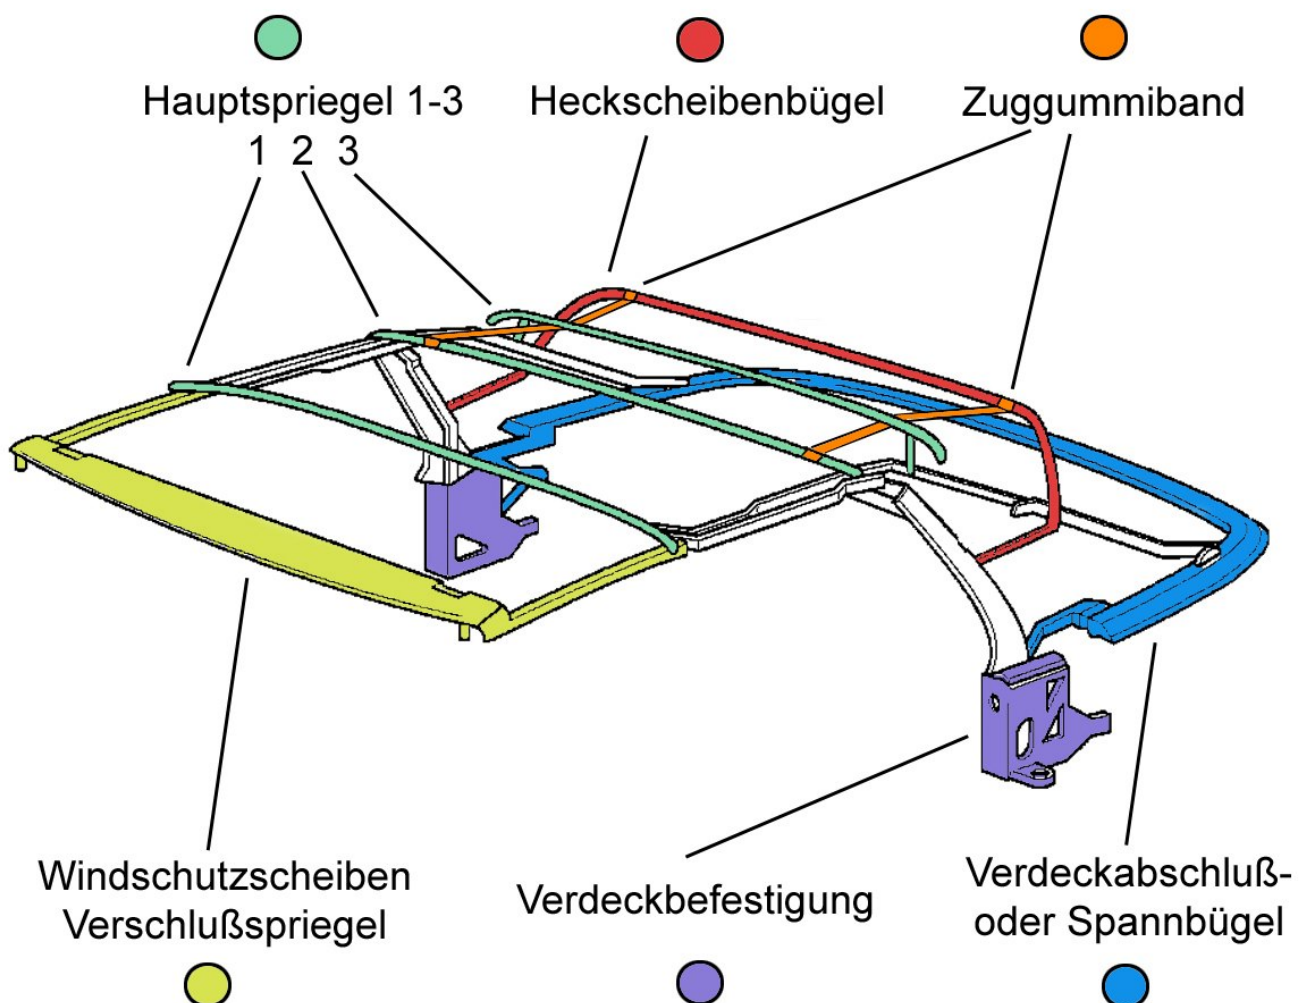 Hauptspriegel 1-3
1 2 3
Heckscheibenbügel
Zuggummiband
Windschutzscheiben
Verschlußspriegel
Verdeckbefestigung
Verdeckabschluß-
oder Spannbügel